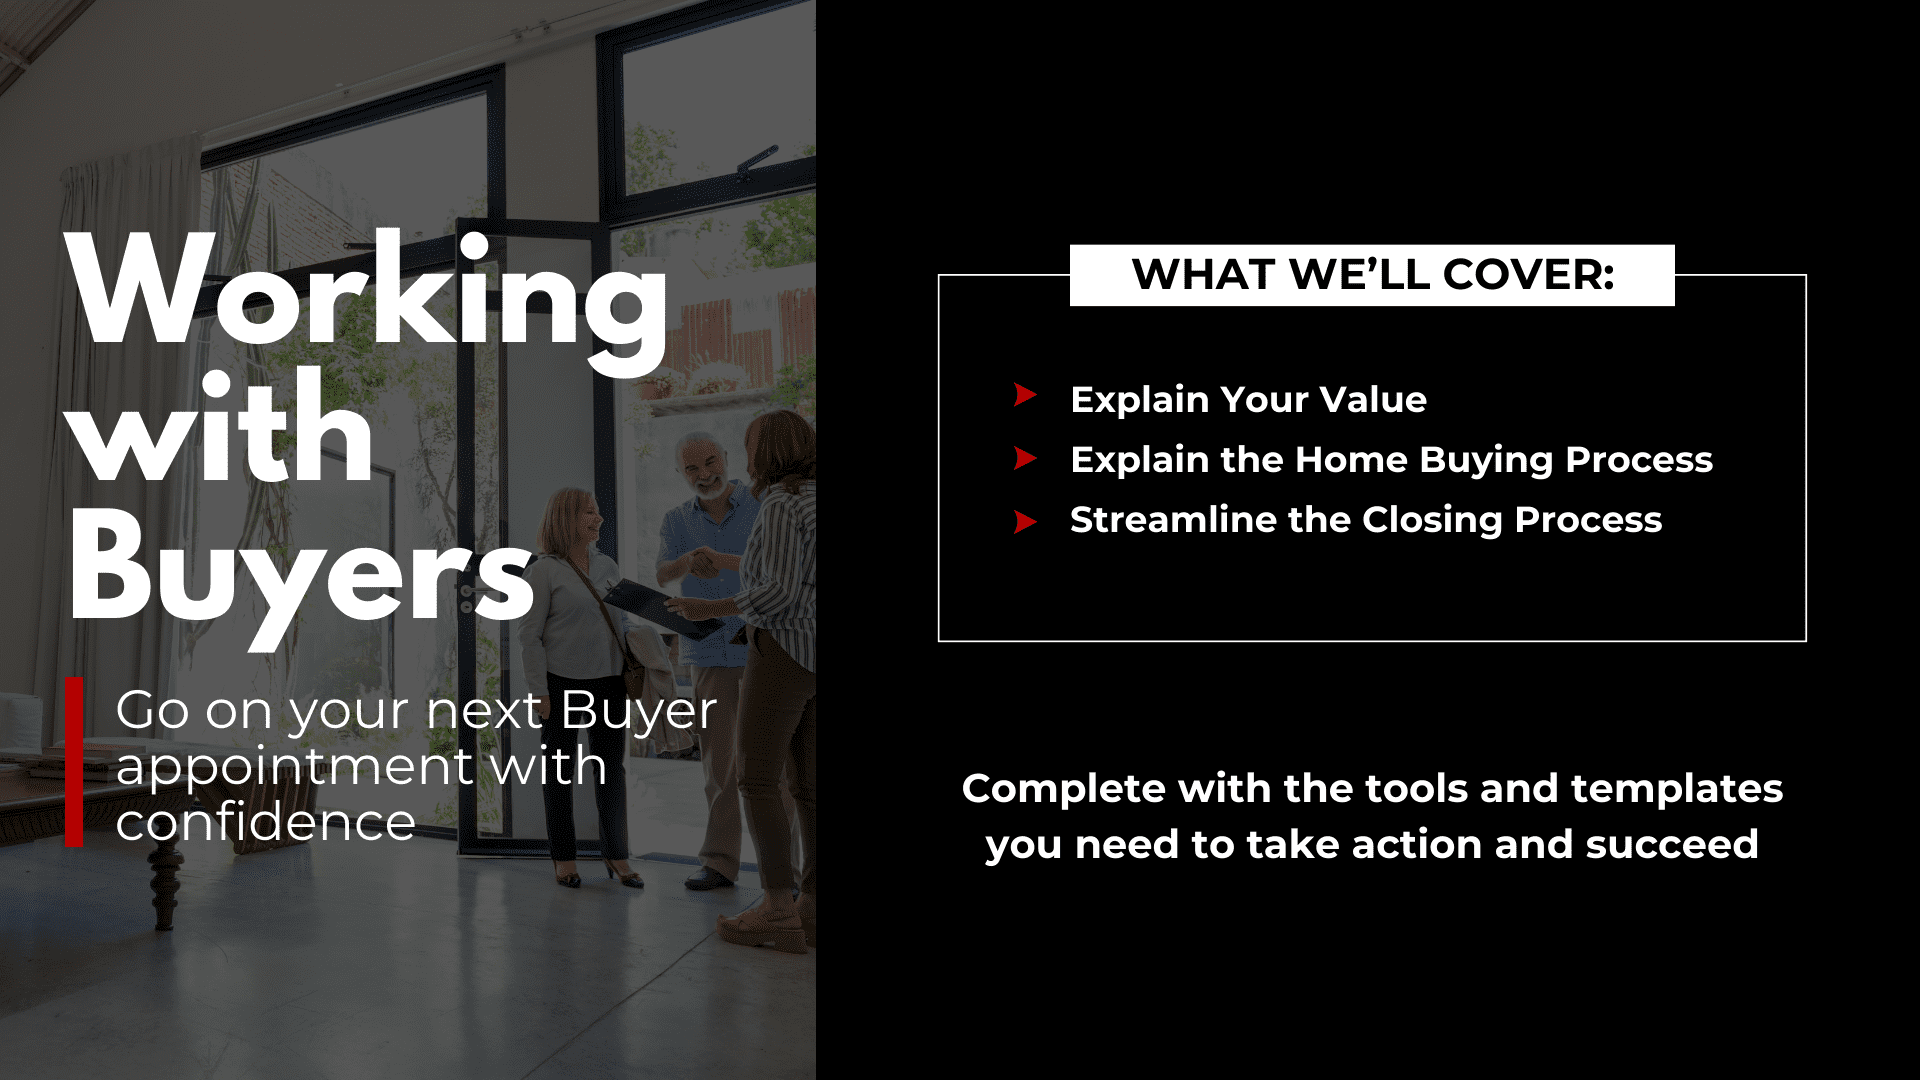 Working
with
Buyers
Go on your next Buyer
appointment with
confidence
WHAT WE’LL COVER:
Explain Your Value
Explain the Home Buying Process
Streamline the Closing Process
Complete with the tools and templates
you need to take action and succeed